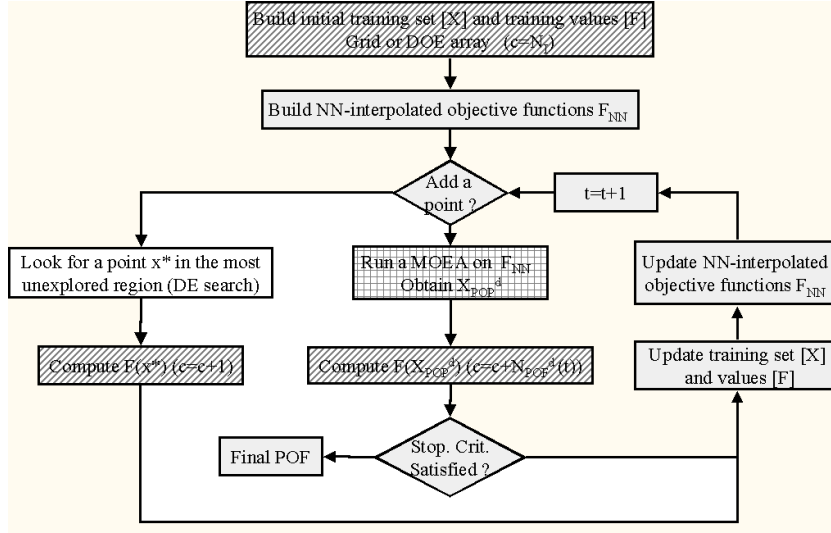 Build initial training set [X] and training values [F]
Grid or DOE array (c=N_T)
Build NN-interpolated objective functions F_NN
Add a
point ?
t=t+1
Look for a point x* in the most
unexplored region (DE search)
Run a MOEA on F_NN
Obtain X_POP^d
Update NN-interpolated
objective functions F_NN
Compute F(x*) (c=c+1)
Compute F(X_POP^d) (c=c+N_POF^d(t))
Update training set [X]
and values [F]
Final POF
Stop. Crit.
Satisfied ?